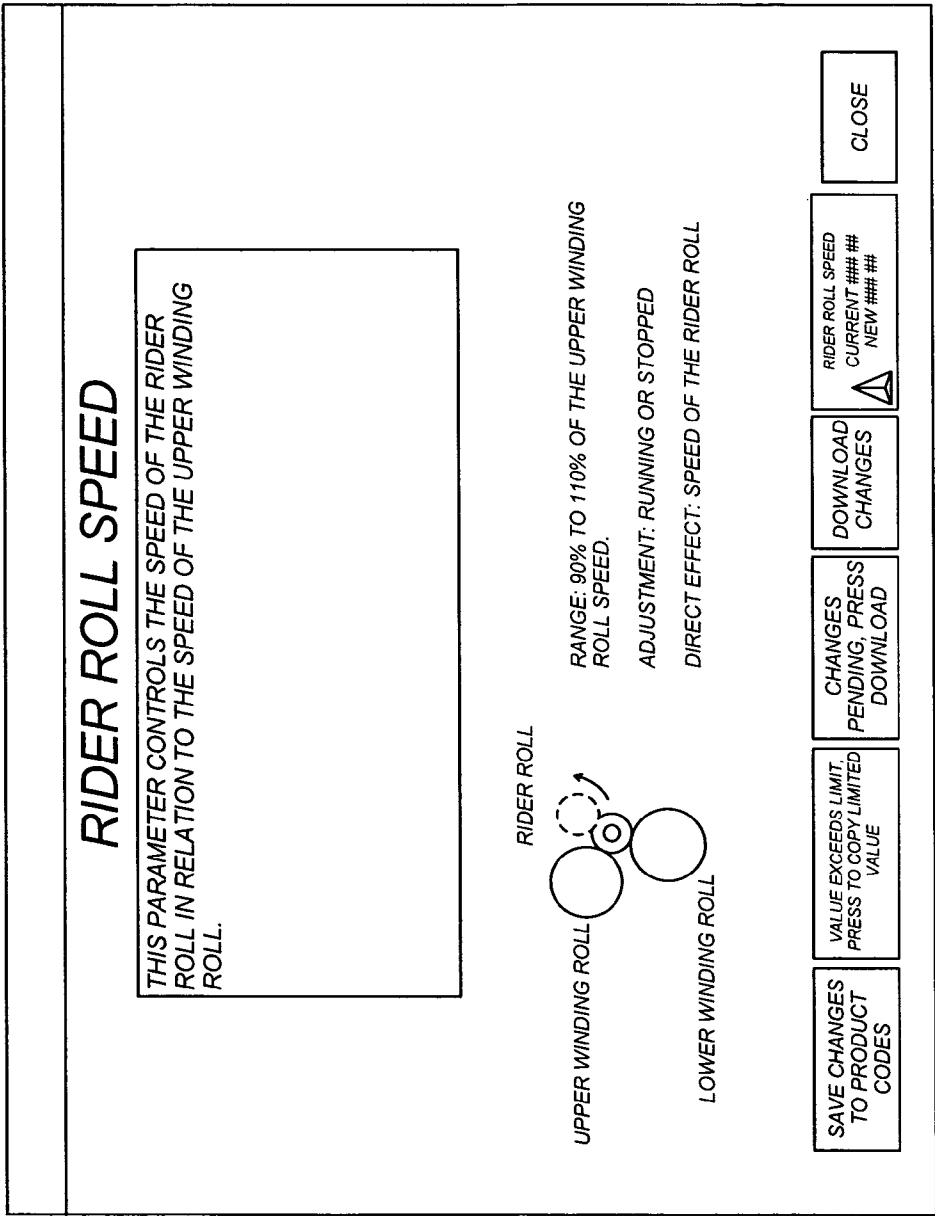 RIDER ROLL SPEED
THIS PARAMETER CONTROLS THE SPEED OF THE RIDER
ROLL IN RELATION TO THE SPEED OF THE UPPER WINDING
ROLL.
RIDER ROLL
UPPER WINDING ROLL
LOWER WINDING ROLL
RANGE: 90% TO 110% OF THE UPPER WINDING
ROLL SPEED.
ADJUSTMENT: RUNNING OR STOPPED
DIRECT EFFECT: SPEED OF THE RIDER ROLL
SAVE CHANGES
TO PRODUCT
CODES
VALUE EXCEEDS LIMIT,
PRESS TO COPY LIMITED
VALUE
CHANGES
PENDING, PRESS
DOWNLOAD
DOWNLOAD
CHANGES
RIDER ROLL SPEED
CURRENT ### ##
NEW ### ##
CLOSE